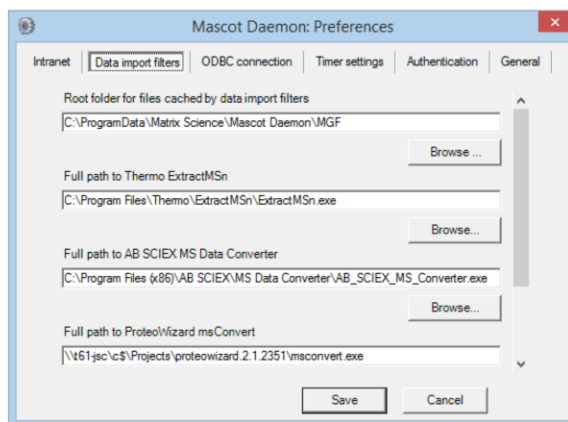 Mascot Daemon: Preferences
Intranet Data import filters ODBC connection Timer settings Authentication General
Root folder for files cached by data import filters
C:\ProgramData\Matrix Science\Mascot Daemon\MGF
Browse ...
Full path to Thermo ExtractMSn
C:\Program Files\Thermo\ExtractMSn\ExtractMSn.exe
Browse...
Full path to AB SCIEX MS Data Converter
C:\Program Files (x86)\AB SCIEX\MS Data Converter\AB_SCIEX_MS_Converter.exe
Browse...
Full path to ProteoWizard msConvert
\\t61-jsc\c$\Projects\proteowizard.2.1.2351\msconvert.exe
Save Cancel